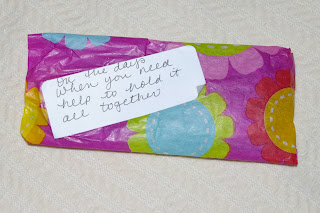 On the days
when you need
help to hold it
all together